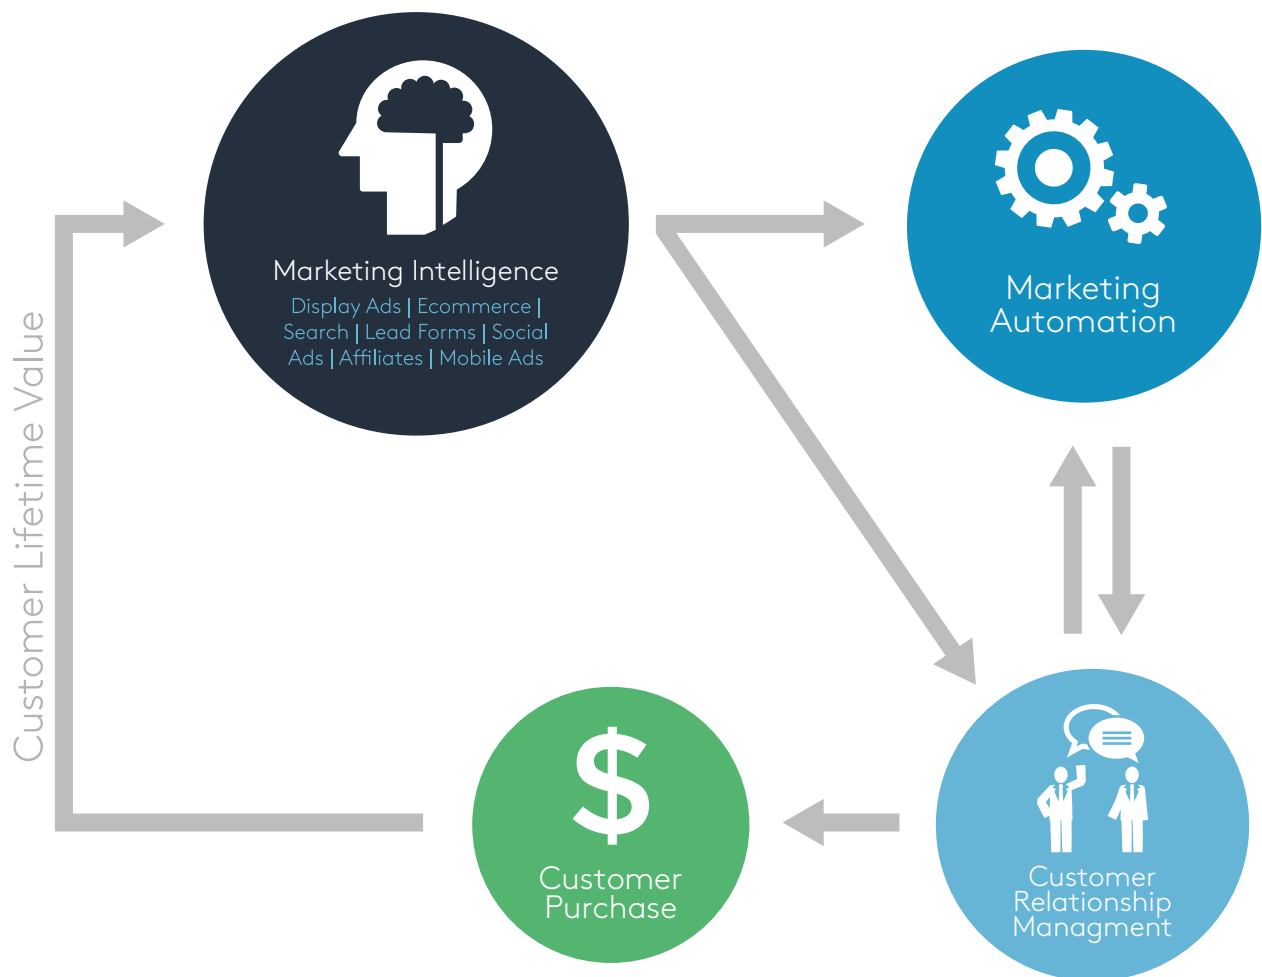 Marketing Intelligence
Display Ads | Ecommerce |
Search | Lead Forms | Social
Ads | Affiliates | Mobile Ads
Marketing
Automation
Customer Lifetime Value
$
Customer
Purchase
Customer
Relationship
Managment